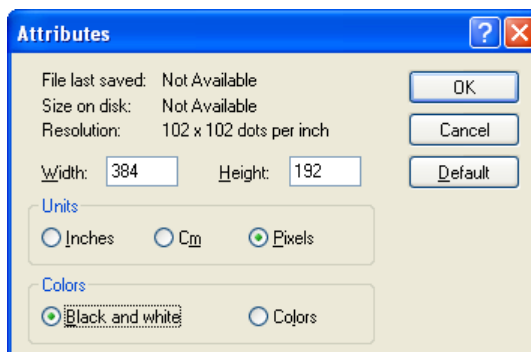 Attributes
File last saved: Not Available
Size on disk: Not Available
Resolution: 102 x 102 dots per inch
OK
Cancel
Default
Width: 384 Height: 192
Units
Inches Cm Pixels
Colors
Black and white Colors